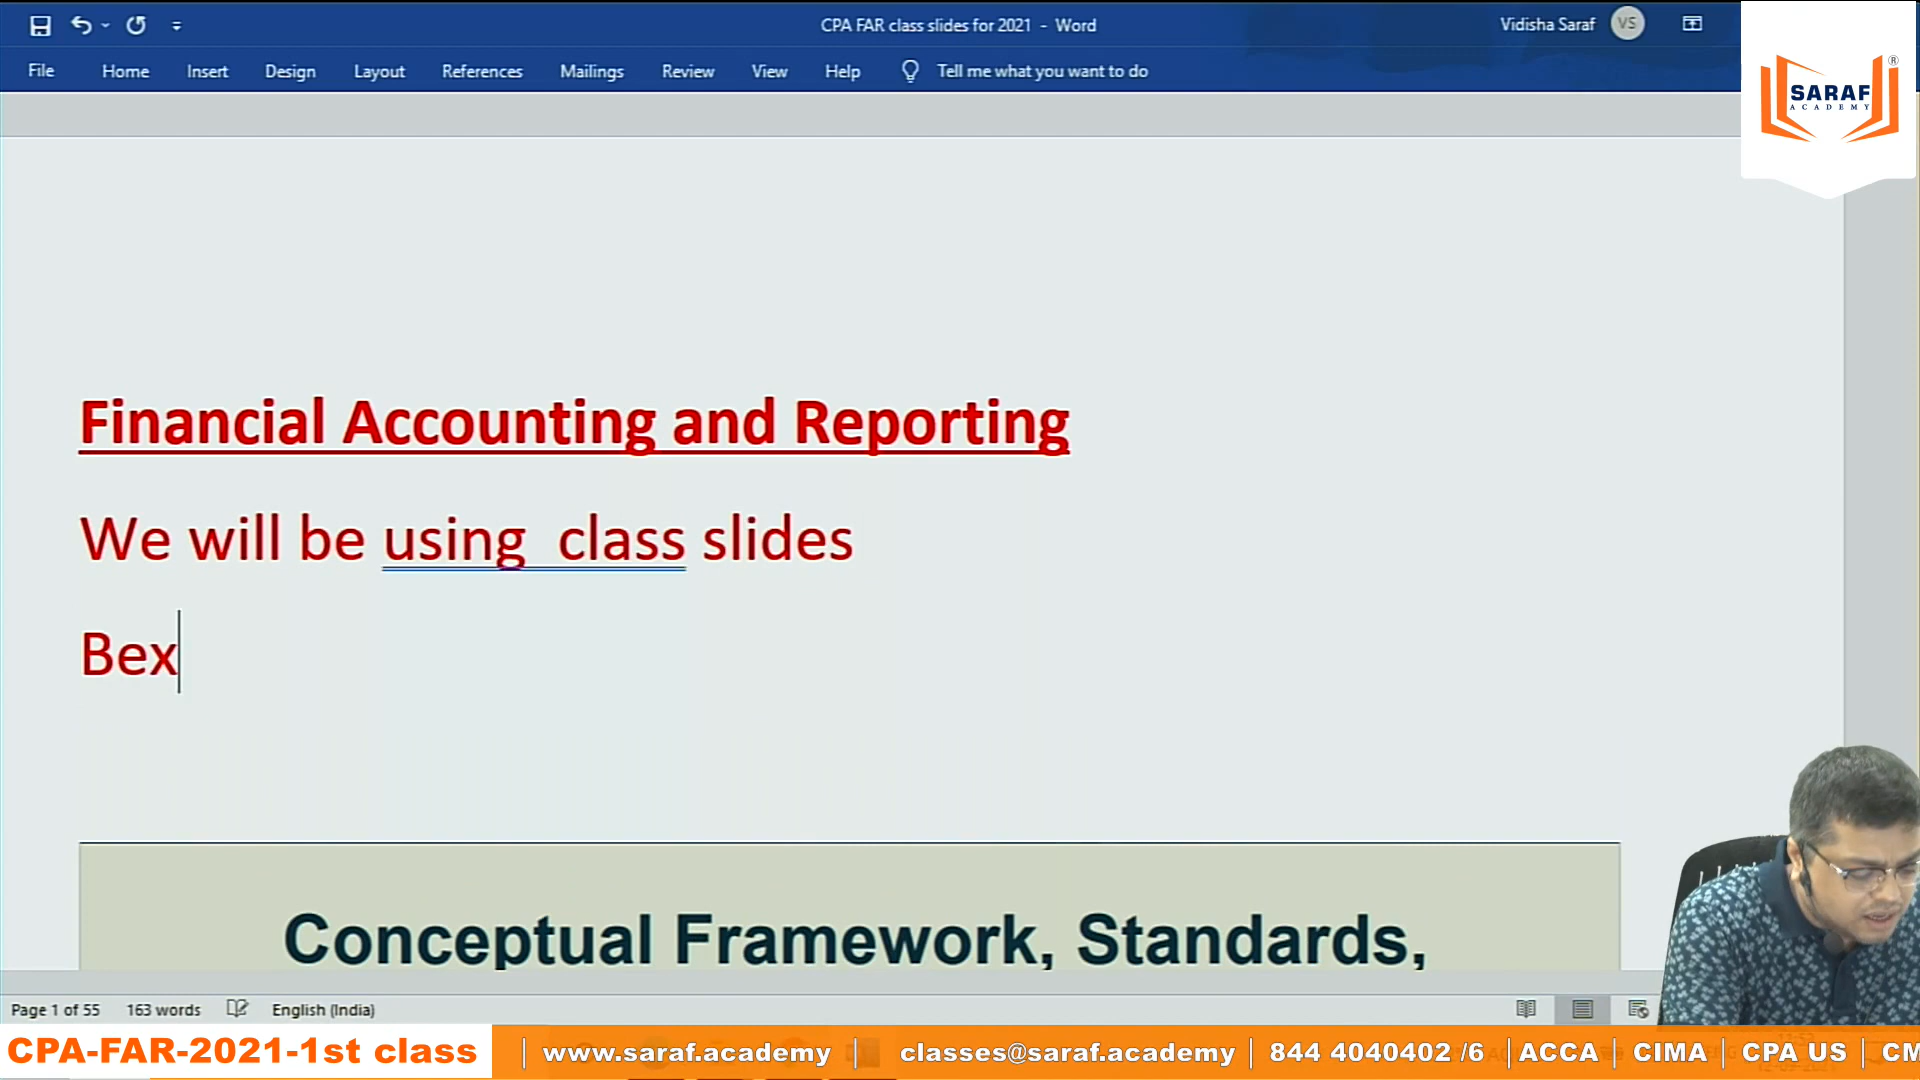 CPA FAR class slides for 2021 - Word
Vidisha Saraf VS
File Home Insert Design Layout References Mailings Review View Help Tell me what you want to do
SARAF
ACADEMY
®
Financial Accounting and Reporting
We will be using  class slides
Bex
Conceptual Framework, Standards,
Page 1 of 55 163 words English (India)
CPA-FAR-2021-1st class | www.saraf.academy | classes@saraf.academy | 844 4040402 /6 | ACCA | CIMA | CPA US | CM